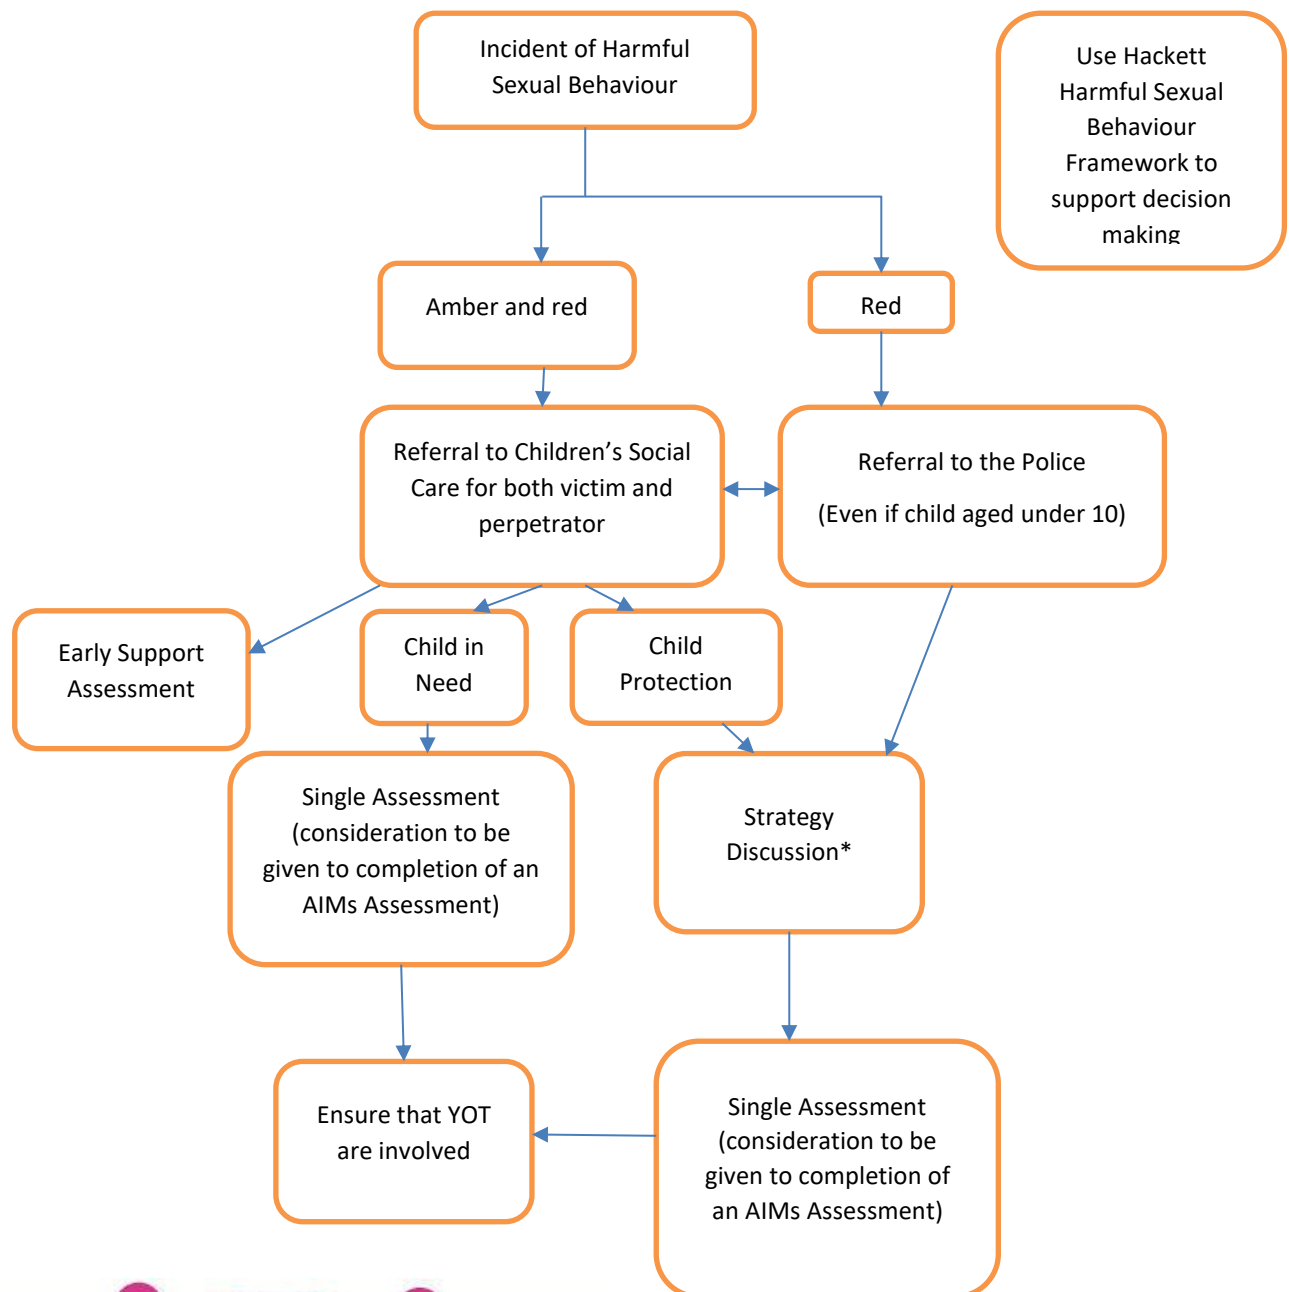 Incident of Harmful
Sexual Behaviour
Use Hackett
Harmful Sexual
Behaviour
Framework to
support decision
making
Amber and red
Red
Referral to Children’s Social
Care for both victim and
perpetrator
Referral to the Police
(Even if child aged under 10)
Early Support
Assessment
Child in
Need
Child
Protection
Single Assessment
(consideration to be
given to completion of an
AIMs Assessment)
Strategy
Discussion*
Ensure that YOT
are involved
Single Assessment
(consideration to be
given to completion of
an AIMs Assessment)